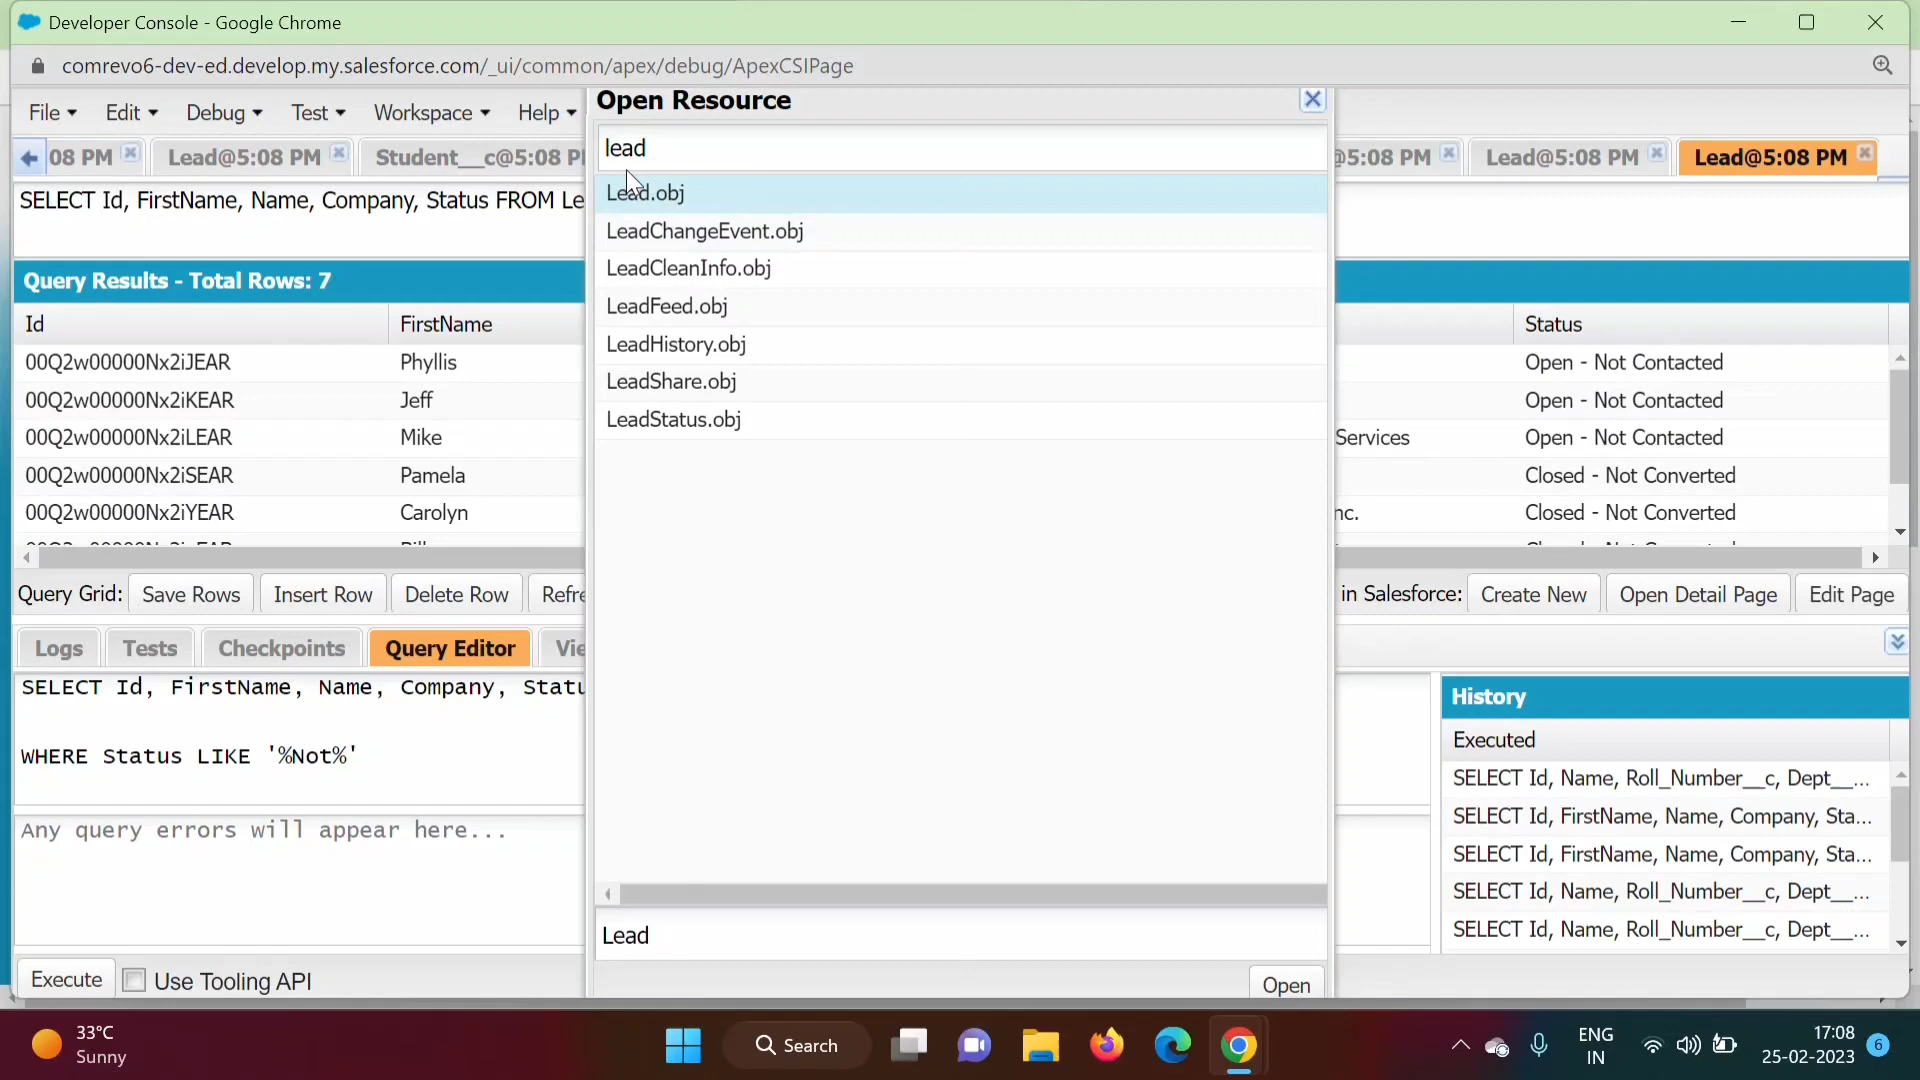 Developer Console - Google Chrome
comrevo6-dev-ed.develop.my.salesforce.com/_ui/common/apex/debug/ApexCSIPage
File Edit Debug Test Workspace Help
08 PM Lead@5:08 PM Student__c@5:08 @5:08 PM Lead@5:08 PM Lead@5:08 PM
SELECT Id, FirstName, Name, Company, Status FROM Le
Open Resource
lead
Lead.obj
LeadChangeEvent.obj
LeadCleanInfo.obj
LeadFeed.obj
LeadHistory.obj
LeadShare.obj
LeadStatus.obj
Lead
Open
Query Results - Total Rows: 7
Id FirstName Status
00Q2w00000Nx2iJEAR Phyllis Open - Not Contacted
00Q2w00000Nx2iKEAR Jeff Open - Not Contacted
00Q2w00000Nx2iLEAR Mike Services Open - Not Contacted
00Q2w00000Nx2iSEAR Pamela Closed - Not Converted
00Q2w00000Nx2iYEAR Carolyn nc. Closed - Not Converted
Query Grid: Save Rows Insert Row Delete Row Refre in Salesforce: Create New Open Detail Page Edit Page
Logs Tests Checkpoints Query Editor Vie
SELECT Id, FirstName, Name, Company, Statu
WHERE Status LIKE '%Not%'
Any query errors will appear here...
Execute Use Tooling API
History
Executed
SELECT Id, Name, Roll_Number__c, Dept__...
SELECT Id, FirstName, Name, Company, Sta...
SELECT Id, FirstName, Name, Company, Sta...
SELECT Id, Name, Roll_Number__c, Dept__...
SELECT Id, Name, Roll_Number__c, Dept__...
33°C
Sunny
Search
ENG
IN
17:08
25-02-2023
6